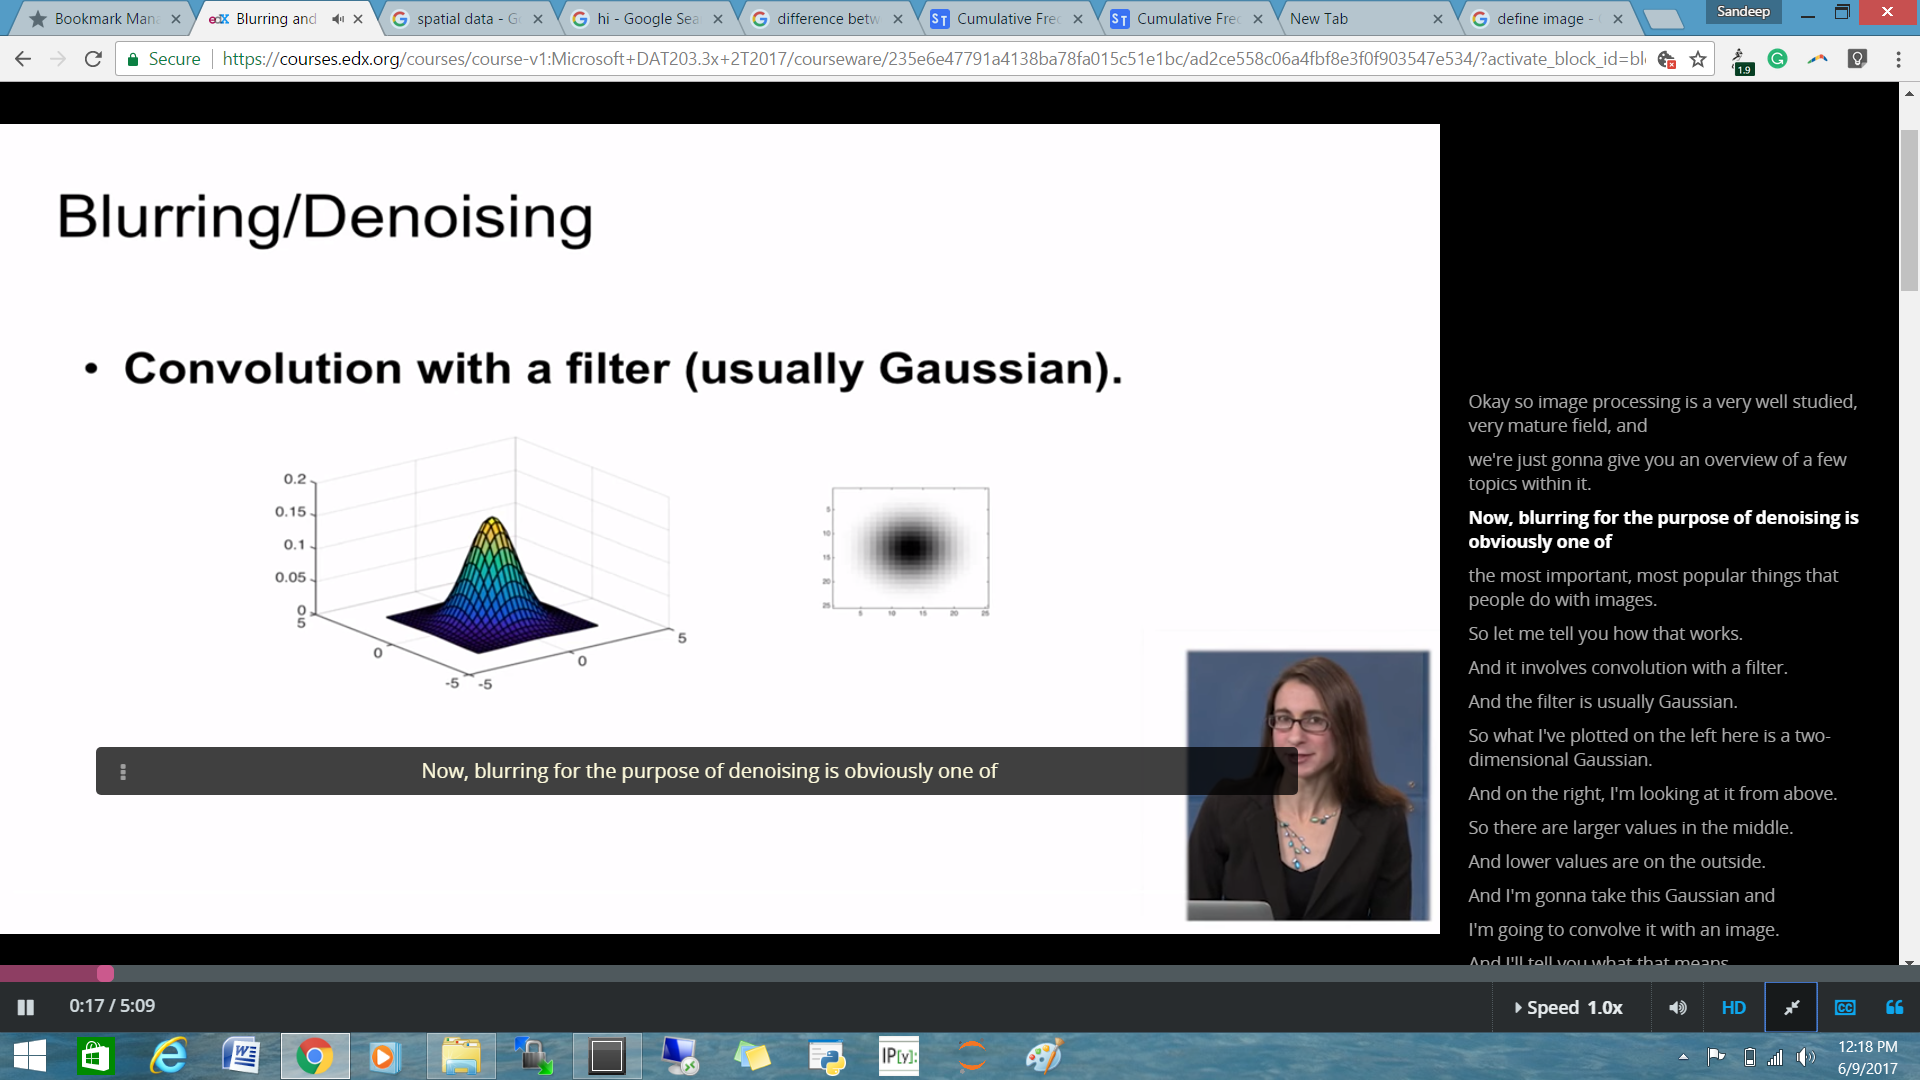 Bookmark Mana
edX Blurring and
spatial data - G
hi - Google Sea
difference betw
ST Cumulative Fre
ST Cumulative Fre
New Tab
define image -
Sandeep
Secure https://courses.edx.org/courses/course-v1:Microsoft+DAT203.3x+2T2017/courseware/235e6e47791a4138ba78fa015c51e1bc/ad2ce558c06a4fbf8e3f0f903547e534/?activate_block_id=bl
1.9
Blurring/Denoising
• Convolution with a filter (usually Gaussian).
0.2
0.15
0.1
0.05
0
5
0
-5
-5
0
5
5
10
15
20
25
5 10 15 20 25
Now, blurring for the purpose of denoising is obviously one of
Okay so image processing is a very well studied,
very mature field, and
we're just gonna give you an overview of a few
topics within it.
Now, blurring for the purpose of denoising is
obviously one of
the most important, most popular things that
people do with images.
So let me tell you how that works.
And it involves convolution with a filter.
And the filter is usually Gaussian.
So what I've plotted on the left here is a two-
dimensional Gaussian.
And on the right, I'm looking at it from above.
So there are larger values in the middle.
And lower values are on the outside.
And I'm gonna take this Gaussian and
I'm going to convolve it with an image.
And I'll tell you what that means
0:17 / 5:09
Speed 1.0x
HD
CC
IP[y]:
12:18 PM
6/9/2017